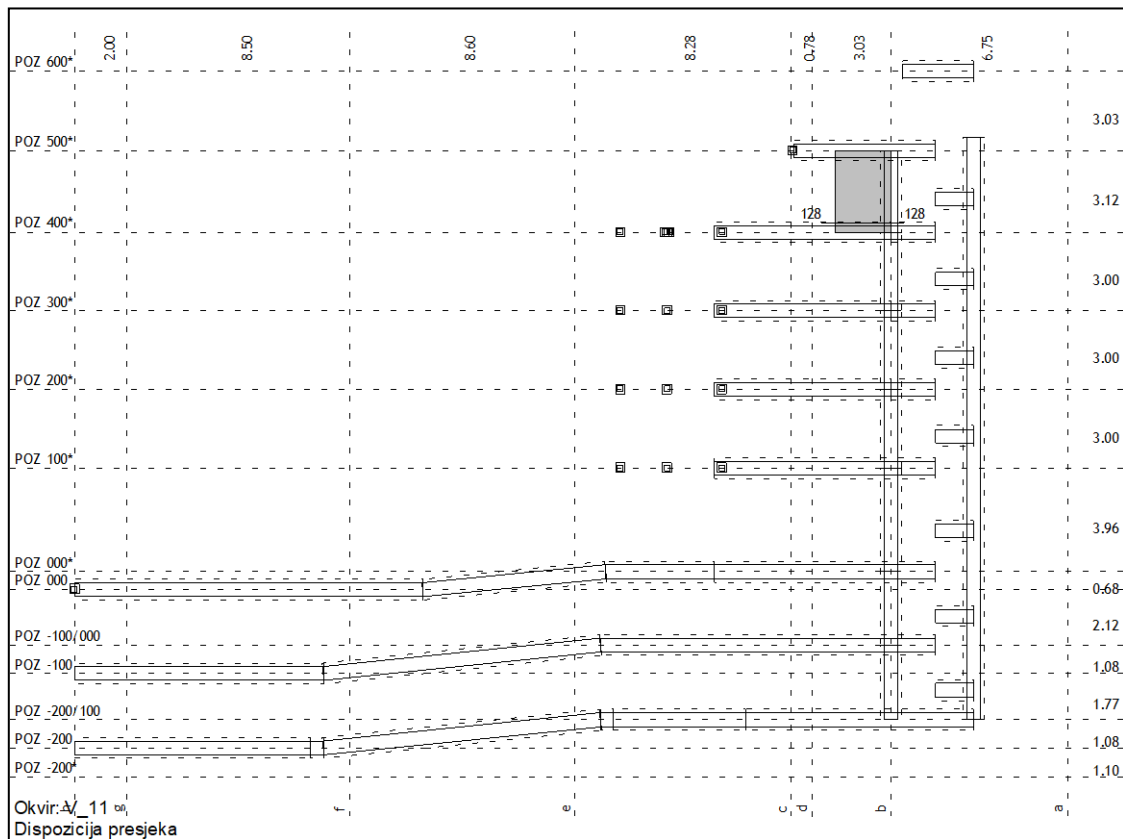 2.00
8.50
8.60
8.28
0.78
3.03
6.75
POZ 600*
3.03
POZ 500*
3.12
128
128
POZ 400*
3.00
POZ 300*
3.00
POZ 200*
3.00
POZ 100*
3.96
POZ 000*
POZ 000
0.68
2.12
POZ -100/000
POZ -100
1.08
1.77
POZ -200/100
POZ -200
1.08
POZ -200*
1.10
g
f
e
c
d
b
a
Okvir: V_11
Dispozicija presjeka